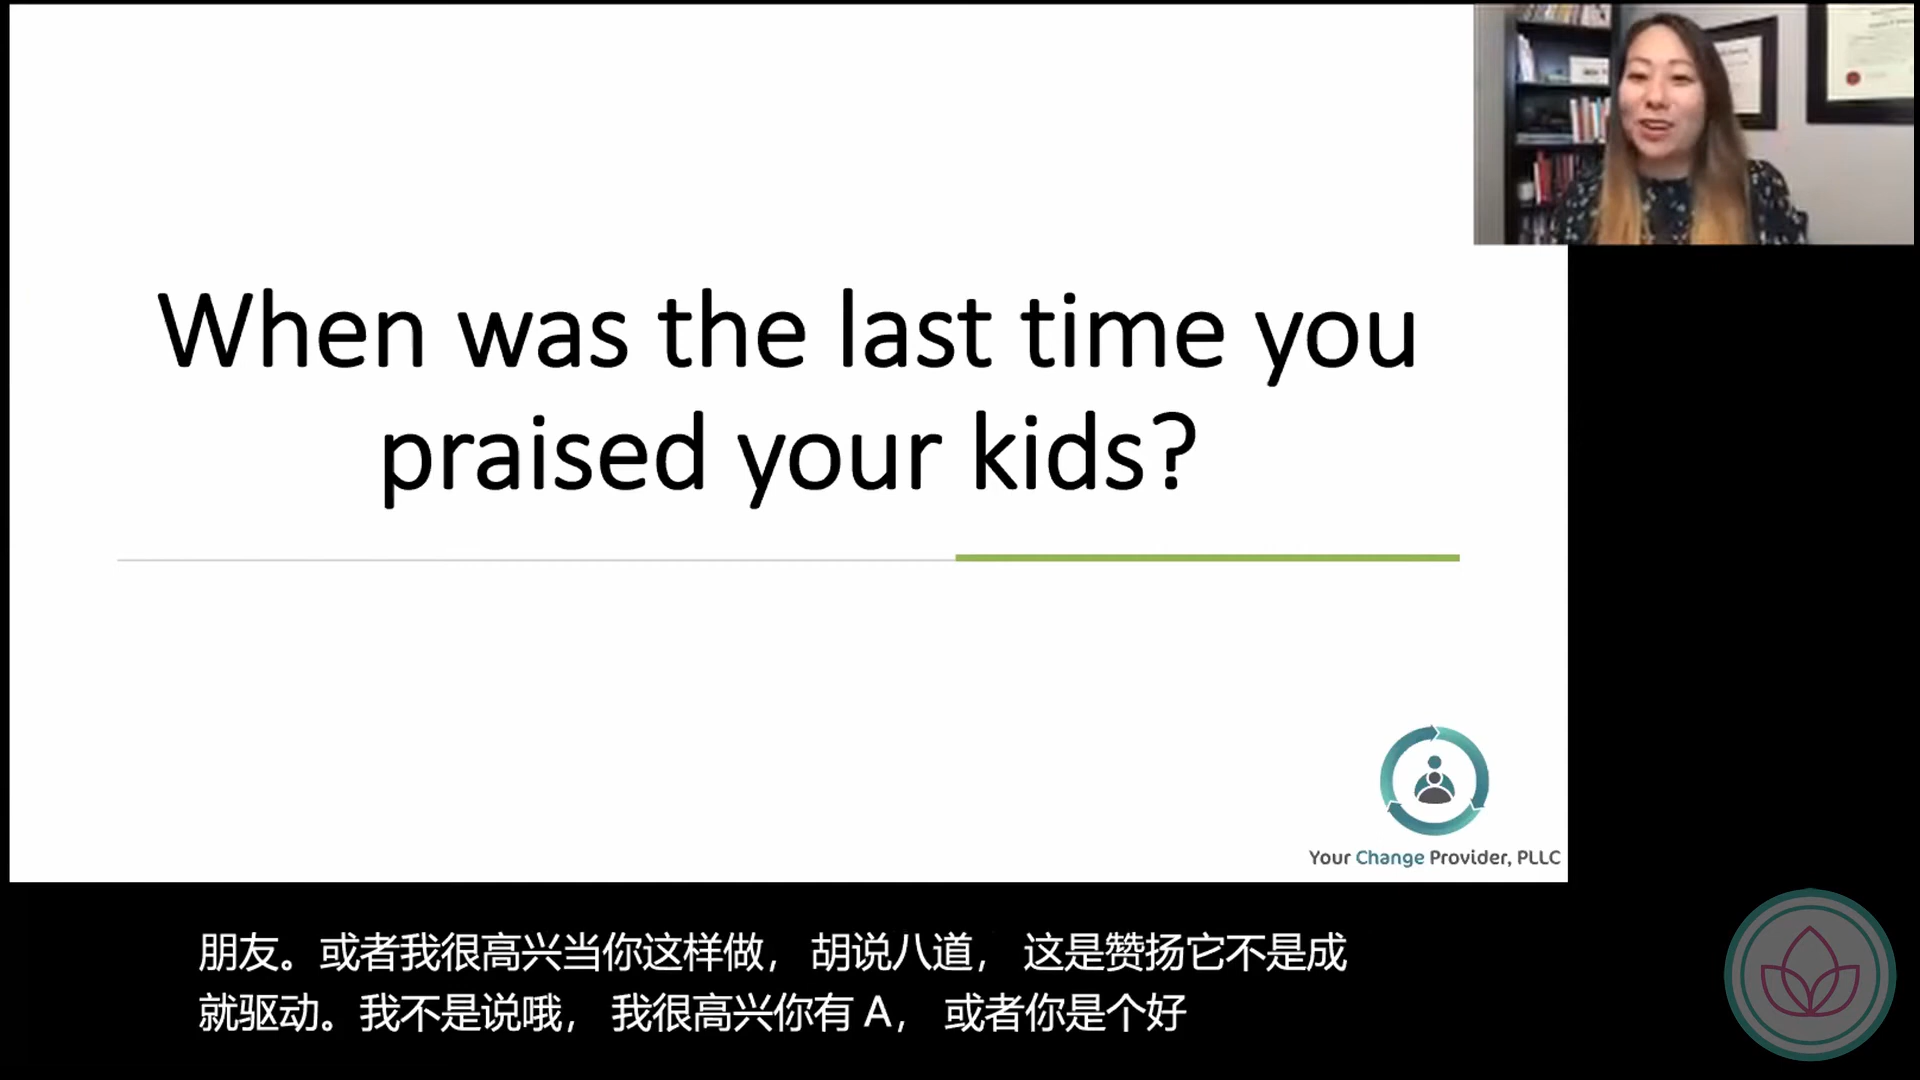 When was the last time you
praised your kids?
Your Change Provider, PLLC
朋友。或者我很高兴当你这样做， 胡说八道， 这是赞扬它不是成
就驱动。我不是说哦， 我很高兴你有 A， 或者你是个好